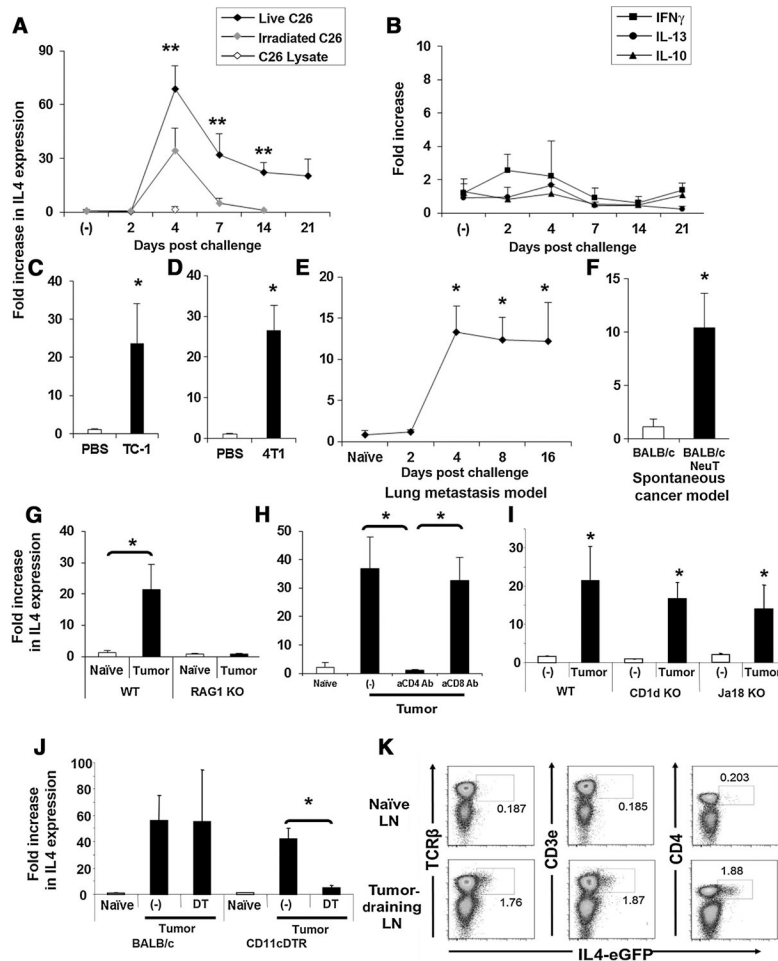 A
Live C26
Irradiated C26
C26 Lysate
Fold increase in IL4 expression
90
60
30
0
**
**
**
(-) 2 4 7 14 21
Days post challenge
B
IFNγ
IL-13
IL-10
Fold increase
10
8
6
4
2
0
(-) 2 4 7 14 21
Days post challenge
C
40
30
20
10
0
*
PBS TC-1
D
40
30
20
10
0
*
PBS 4T1
E
20
15
10
5
0
* * *
Naïve 2 4 8 16
Days post challenge
Lung metastasis model
F
15
10
5
0
*
BALB/c BALB/c
NeuT
Spontaneous
cancer model
G
Fold increase
in IL4 expression
40
30
20
10
0
*
Naïve Tumor Naïve Tumor
WT RAG1 KO
H
50
40
30
20
10
0
* *
Naïve (-) aCD4 Ab aCD8 Ab
Tumor
I
30
20
10
0
* * *
(-) Tumor (-) Tumor (-) Tumor
WT CD1d KO Ja18 KO
J
Fold increase
in IL4 expression
100
80
60
40
20
0
*
Naïve (-) DT Naïve (-) DT
Tumor Tumor
BALB/c CD11cDTR
K
Naïve
LN
Tumor-
draining
LN
TCRβ
CD3e
CD4
0.187
0.185
0.203
1.76
1.87
1.88
IL4-eGFP